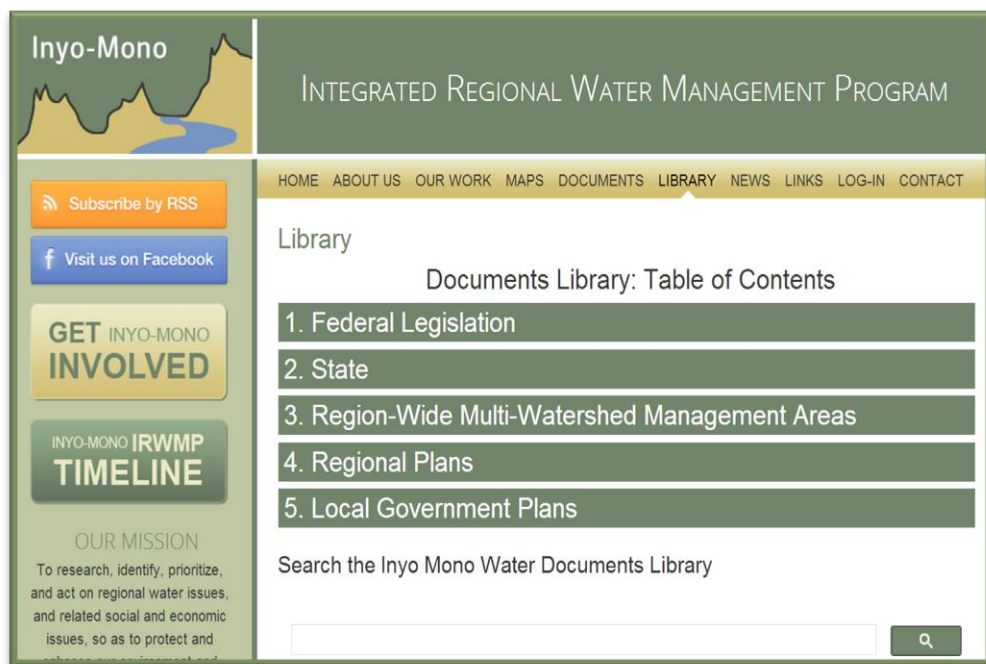 Inyo-Mono
INTEGRATED REGIONAL WATER MANAGEMENT PROGRAM
HOME ABOUT US OUR WORK MAPS DOCUMENTS LIBRARY NEWS LINKS LOG-IN CONTACT
Subscribe by RSS
f Visit us on Facebook
GET INYO-MONO
INVOLVED
INYO-MONO IRWMP
TIMELINE
OUR MISSION
To research, identify, prioritize,
and act on regional water issues,
and related social and economic
issues, so as to protect and
Library
Documents Library: Table of Contents
1. Federal Legislation
2. State
3. Region-Wide Multi-Watershed Management Areas
4. Regional Plans
5. Local Government Plans
Search the Inyo Mono Water Documents Library